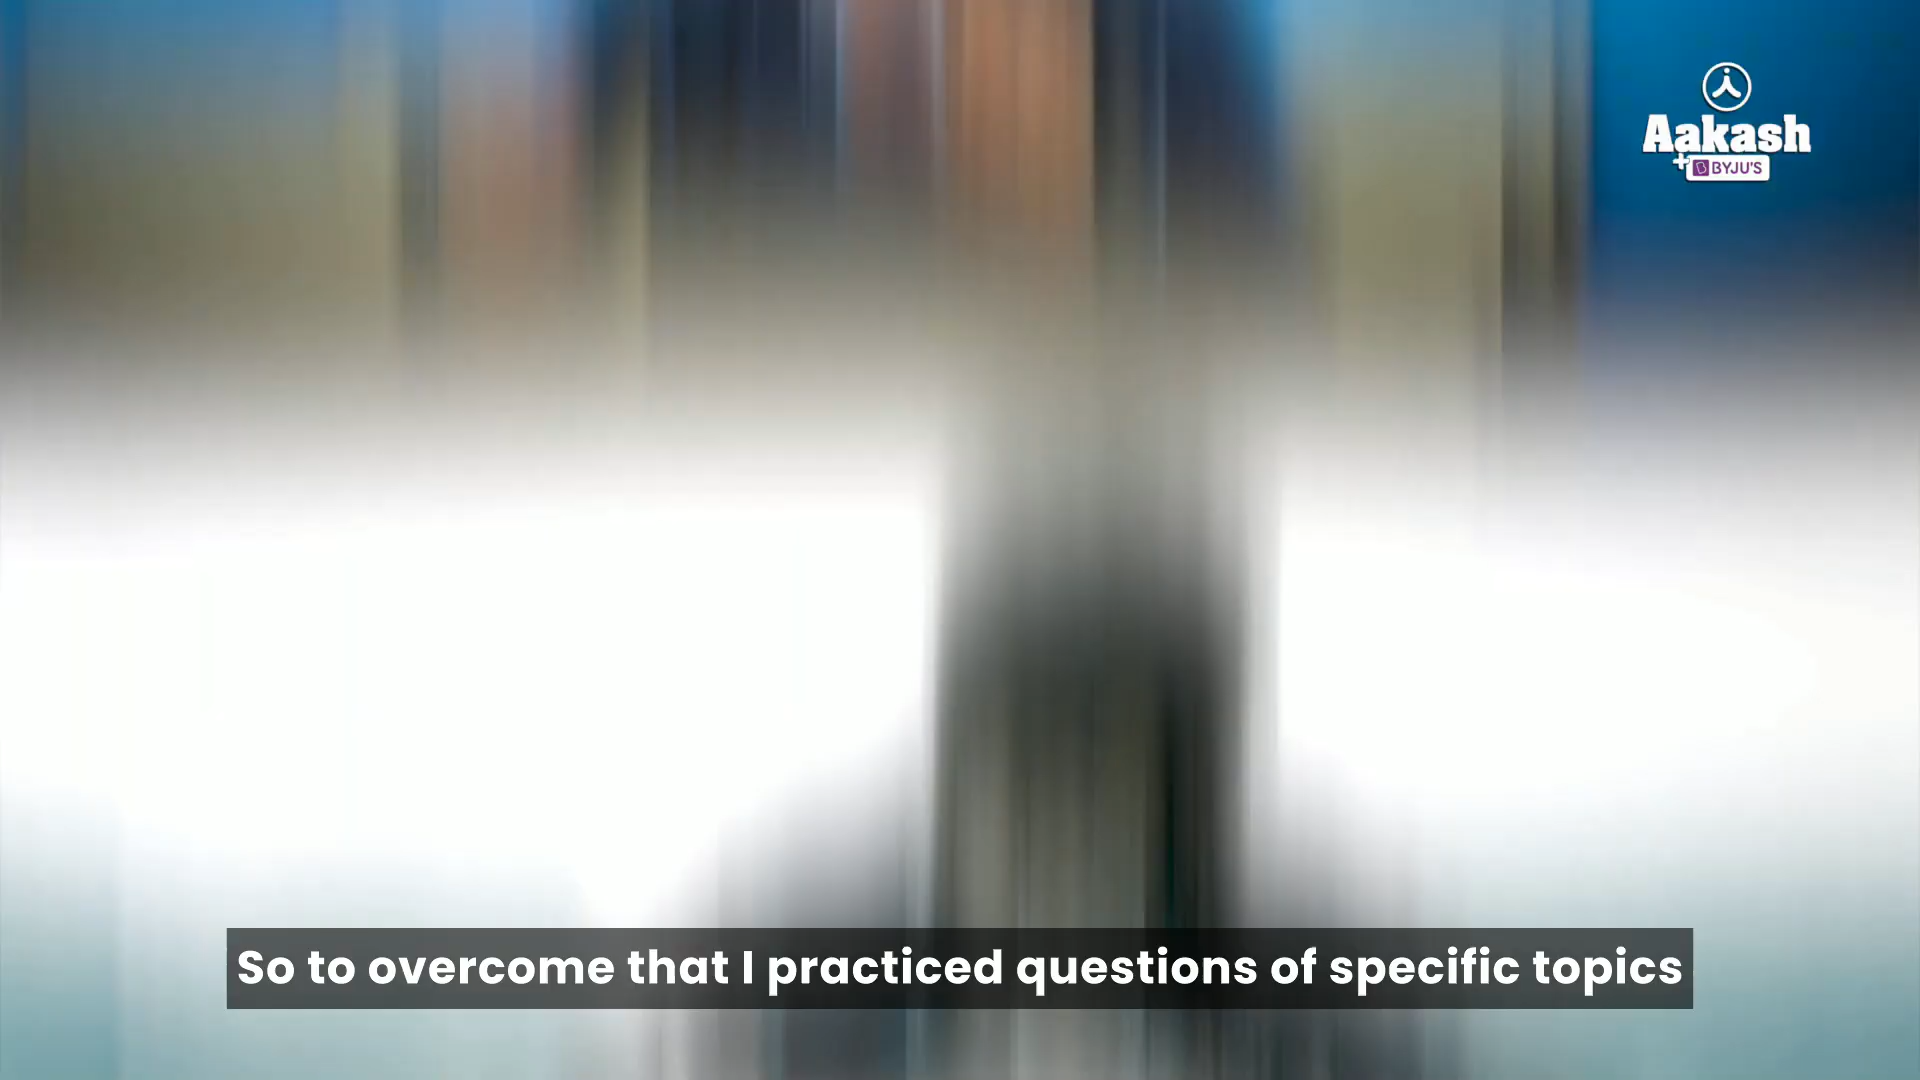 Aakash
+ BYJU'S
So to overcome that I practiced questions of specific topics